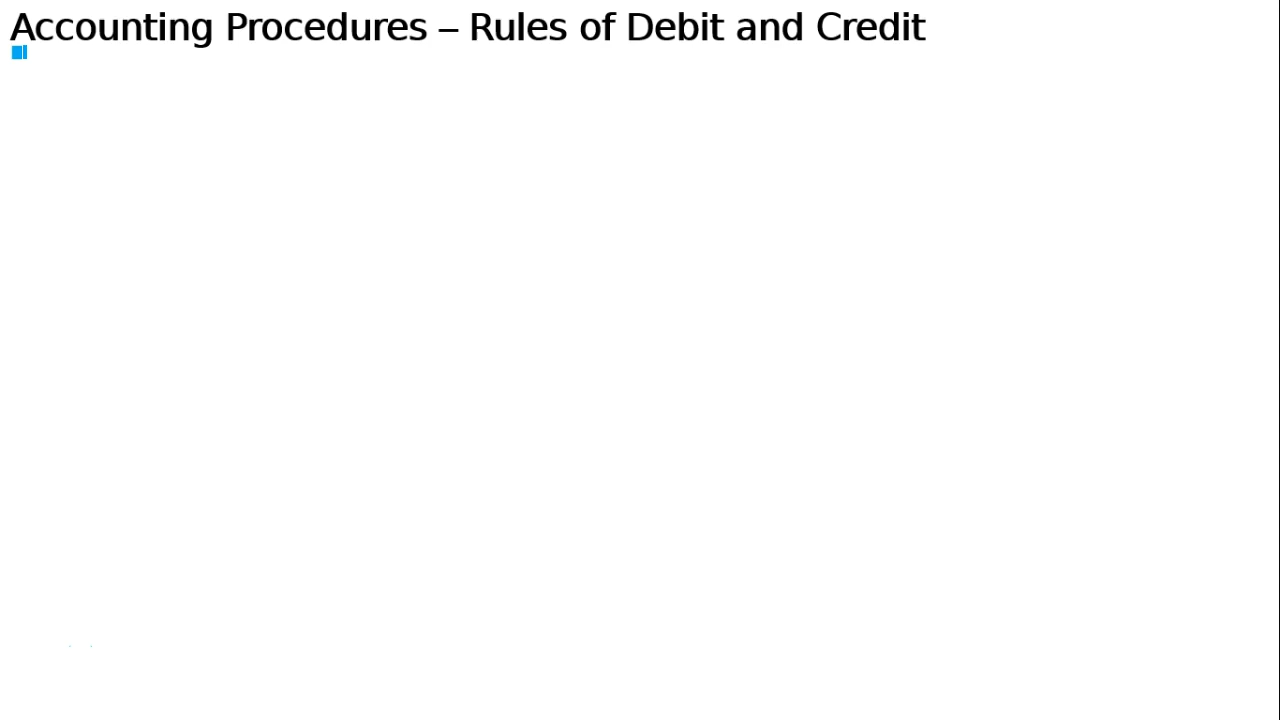 Accounting Procedures – Rules of Debit and Credit